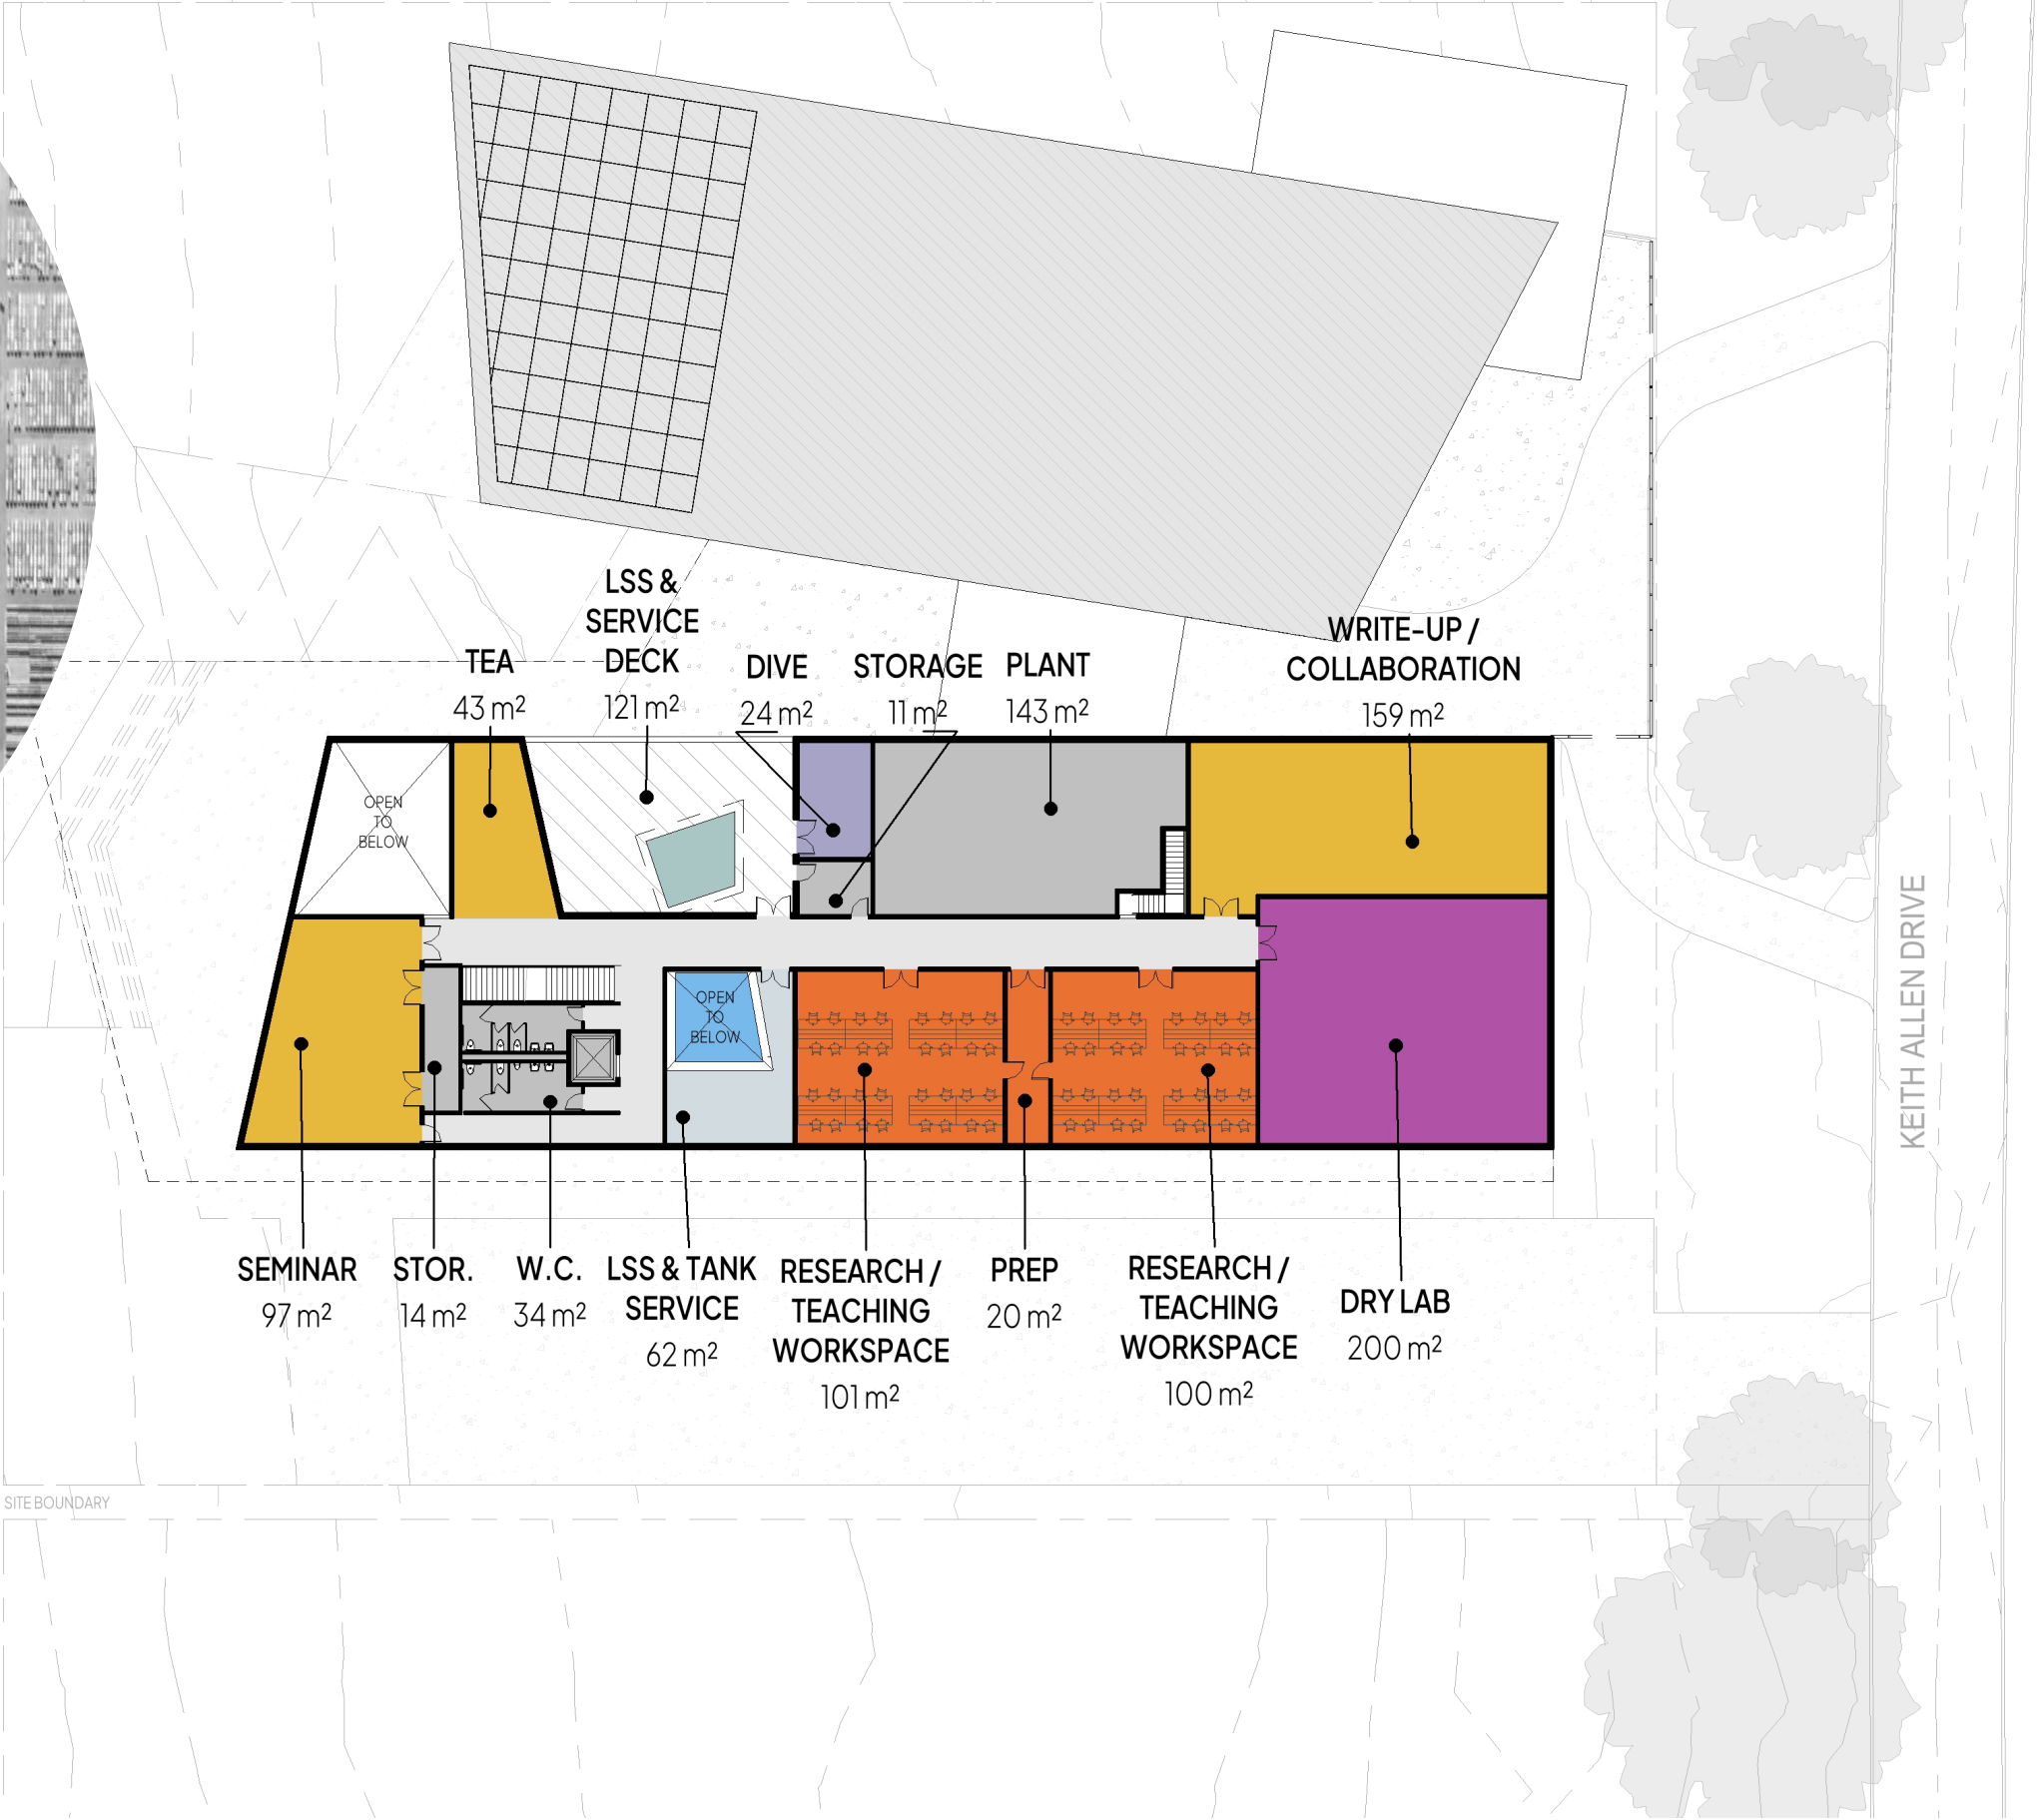 LSS &
SERVICE
DECK
121 m²
TEA
43 m²
DIVE
24 m²
STORAGE
11 m²
PLANT
143 m²
WRITE-UP /
COLLABORATION
159 m²
OPEN
TO
BELOW
OPEN
TO
BELOW
KEITH ALLEN DRIVE
SEMINAR
97 m²
STOR.
14 m²
W.C.
34 m²
LSS & TANK
SERVICE
62 m²
RESEARCH /
TEACHING
WORKSPACE
101 m²
PREP
20 m²
RESEARCH /
TEACHING
WORKSPACE
100 m²
DRY LAB
200 m²
SITE BOUNDARY